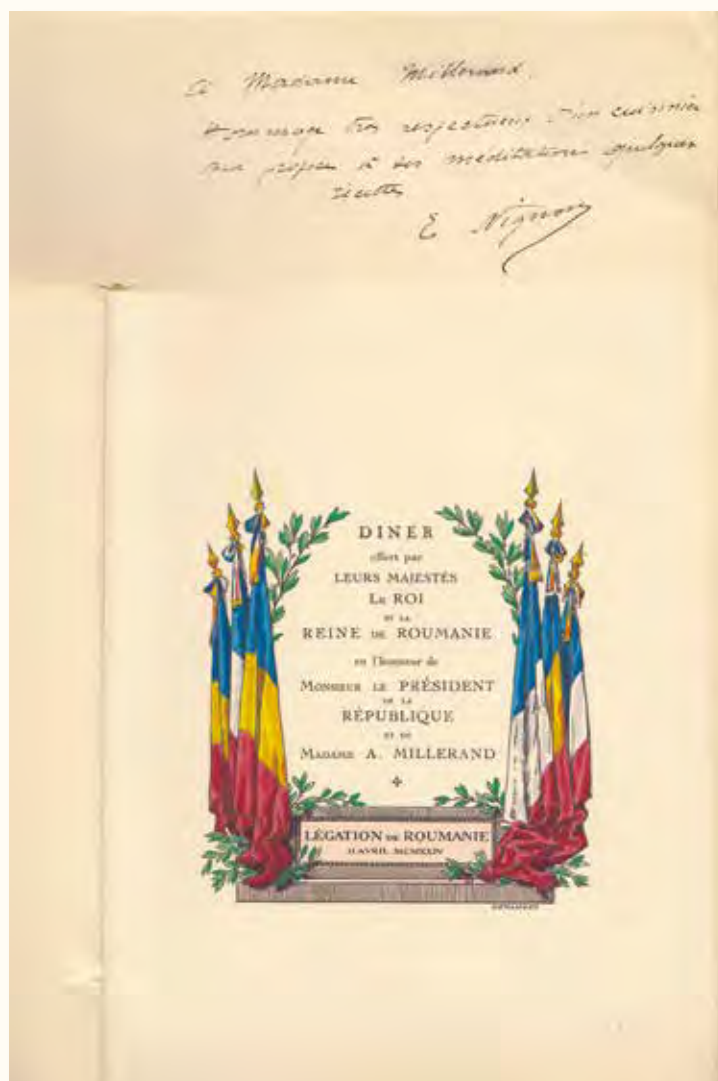 A Madame Millerand.
Hommage très respectueux d'un cuisinier
qui propose à ses méditations quelques
recettes
E Nignon
DINER
offert par
LEURS MAJESTÉS
LE ROI
ET LA
REINE DE ROUMANIE
en l'honneur de
MONSIEUR LE PRÉSIDENT
DE LA
RÉPUBLIQUE
ET DE
MADAME A. MILLERAND
LÉGATION DE ROUMANIE
11 AVRIL MCMXXIV